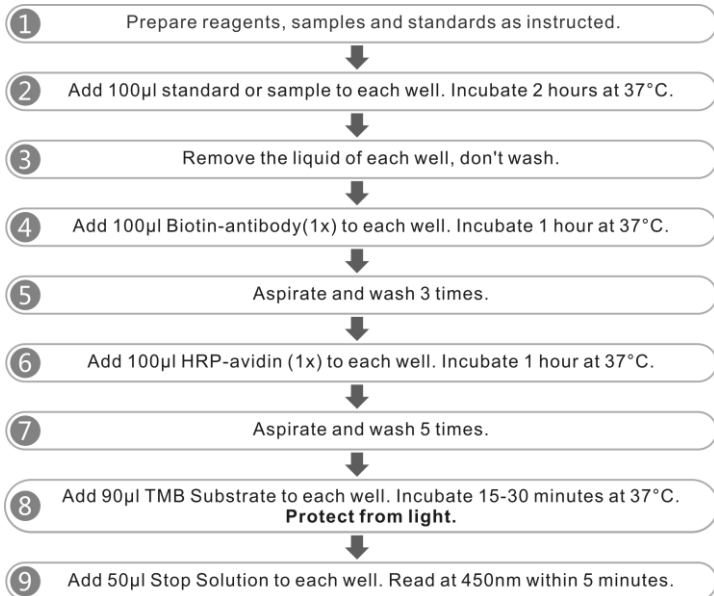 1 Prepare reagents, samples and standards as instructed.
2 Add 100μl standard or sample to each well. Incubate 2 hours at 37°C.
3 Remove the liquid of each well, don't wash.
4 Add 100μl Biotin-antibody(1x) to each well. Incubate 1 hour at 37°C.
5 Aspirate and wash 3 times.
6 Add 100μl HRP-avidin (1x) to each well. Incubate 1 hour at 37°C.
7 Aspirate and wash 5 times.
8 Add 90μl TMB Substrate to each well. Incubate 15-30 minutes at 37°C.
Protect from light.
9 Add 50μl Stop Solution to each well. Read at 450nm within 5 minutes.